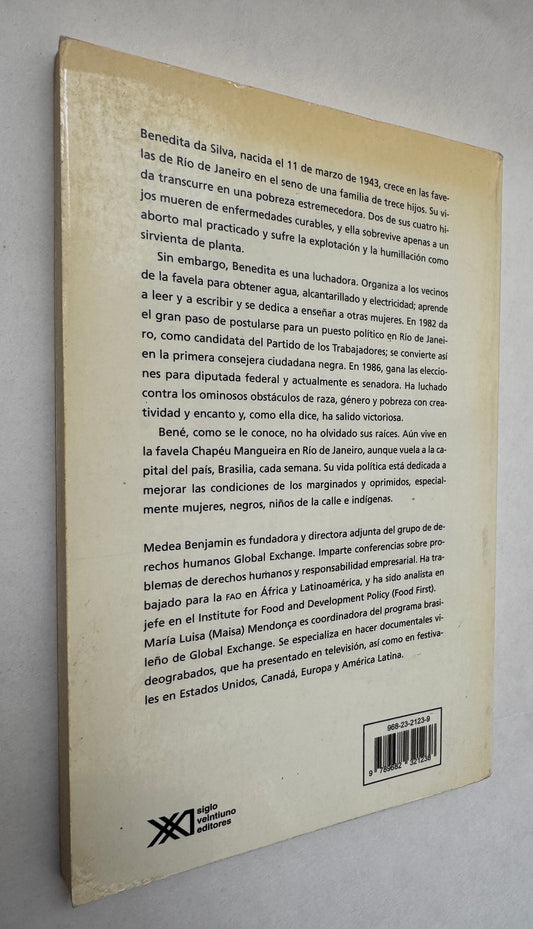 Benedita da Silva, nacida el 11 de marzo de 1943, crece en las fave-
las de Río de Janeiro en el seno de una familia de trece hijos. Su vi-
da transcurre en una pobreza estremecedora. Dos de sus cuatro hi-
jos mueren de enfermedades curables, y ella sobrevive apenas a un
aborto mal practicado y sufre la explotación y la humillación como
sirvienta de planta.
Sin embargo, Benedita es una luchadora. Organiza a los vecinos
de la favela para obtener agua, alcantarillado y electricidad; aprende
a leer y a escribir y se dedica a enseñar a otras mujeres. En 1982 da
el gran paso de postularse para un puesto político en Río de Janei-
ro, como candidata del Partido de los Trabajadores; se convierte así
en la primera consejera ciudadana negra. En 1986, gana las eleccio-
nes para diputada federal y actualmente es senadora. Ha luchado
contra los ominosos obstáculos de raza, género y pobreza con crea-
tividad y encanto y, como ella dice, ha salido victoriosa.
Bené, como se le conoce, no ha olvidado sus raíces. Aún vive en
la favela Chapéu Mangueira en Río de Janeiro, aunque vuela a la ca-
pital del país, Brasilia, cada semana. Su vida política está dedicada a
mejorar las condiciones de los marginados y oprimidos, especial-
mente mujeres, negros, niños de la calle e indígenas.
Medea Benjamin es fundadora y directora adjunta del grupo de de-
rechos humanos Global Exchange. Imparte conferencias sobre pro-
blemas de derechos humanos y responsabilidad empresarial. Ha tra-
bajado para la FAO en África y Latinoamérica, y ha sido analista en
jefe en el Institute for Food and Development Policy (Food First).
María Luisa (Maisa) Mendonça es coordinadora del programa brasi-
leño de Global Exchange. Se especializa en hacer documentales vi-
deograbados, que ha presentado en televisión, así como en festiva-
les en Estados Unidos, Canadá, Europa y América Latina.
968-23-2123-9
9 789682 321238
siglo
veintiuno
editores